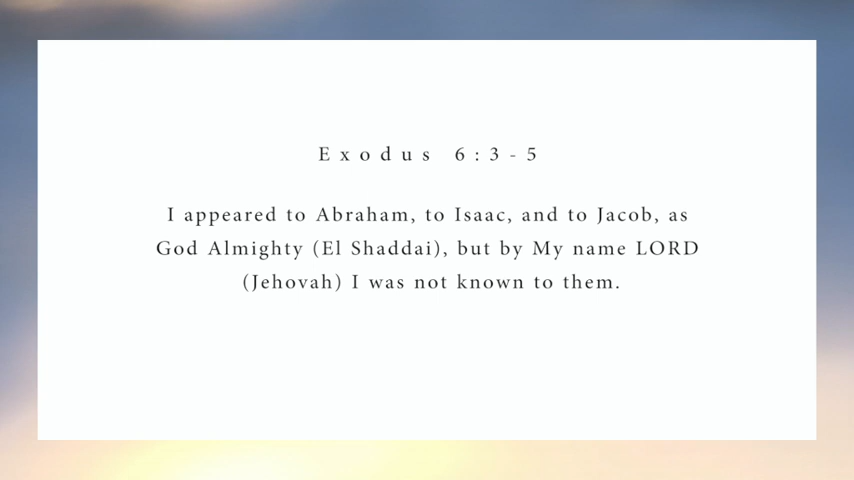 Exodus 6:3-5
I appeared to Abraham, to Isaac, and to Jacob, as
God Almighty (El Shaddai), but by My name LORD
(Jehovah) I was not known to them.